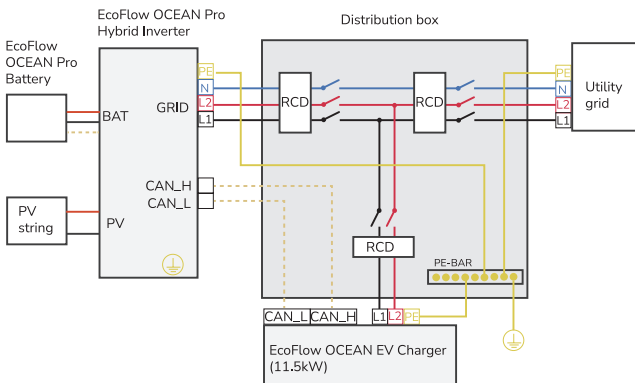 EcoFlow OCEAN Pro
Hybrid Inverter
EcoFlow
OCEAN Pro
Battery
Distribution box
PE
N
L2
L1
GRID
BAT
RCD
RCD
PE
N
L2
L1
Utility
grid
CAN_H
CAN_L
PV
string
PV
RCD
PE-BAR
CAN_L
CAN_H
L1
L2
PE
EcoFlow OCEAN EV Charger
(11.5kW)